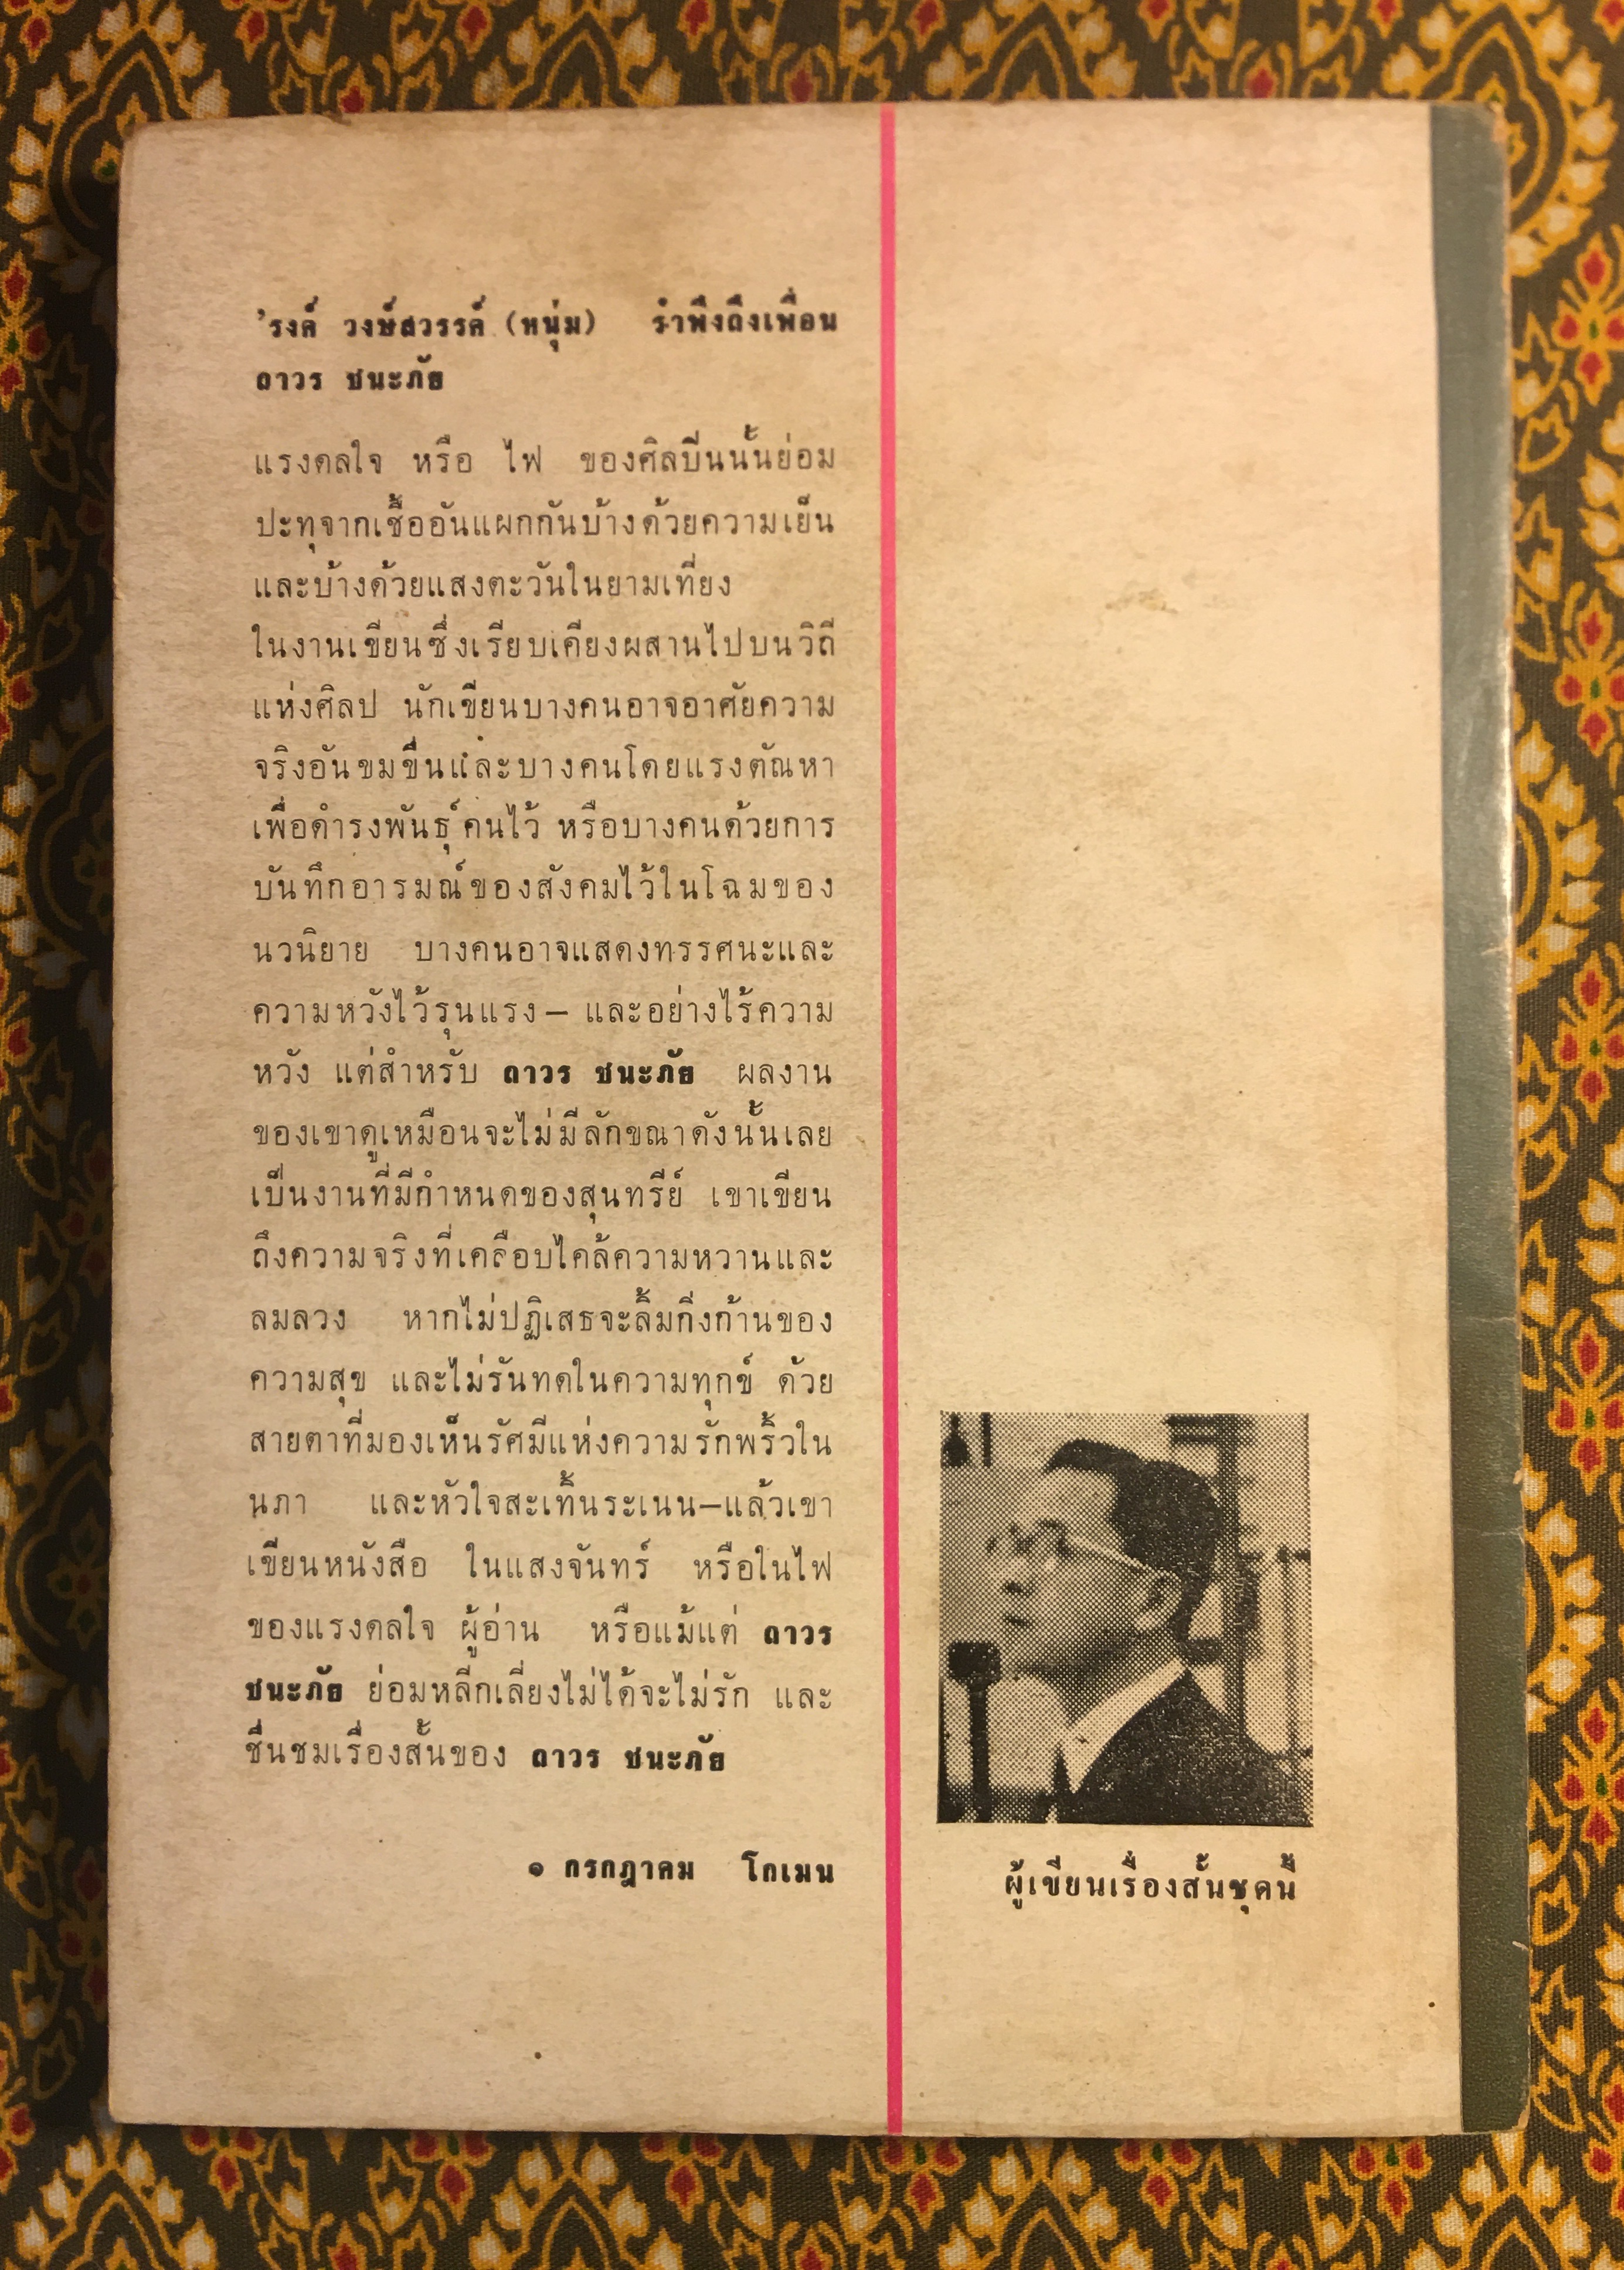 'รงค์ วงษ์สวรรค์ (หนุ่ม) รำพึงถึงเพื่อน
ถาวร ชนะภัย
แรงดลใจ หรือ ไฟ ของศิลปีนนั้นย่อม
ปะทุจากเชื้ออันแผกกันบ้างด้วยความเย็น
และบ้างด้วยแสงตะวันในยามเที่ยง
ในงานเขียนซึ่งเรียบเคียงผสานไปบนวิถี
แห่งศิลป นักเขียนบางคนอาจอาศัยความ
จริงอันขมขื่นและบางคนโดยแรงตัณหา
เพื่อดำรงพันธุ์คนไว้ หรือบางคนด้วยการ
บันทึกอารมณ์ของสังคมไว้ในโฉมของ
นวนิยาย บางคนอาจแสดงทรรศนะและ
ความหวังไว้รุนแรง – และอย่างไร้ความ
หวัง แต่สำหรับ ถาวร ชนะภัย ผลงาน
ของเขาดูเหมือนจะไม่มีลักขณาดังนั้นเลย
เป็นงานที่มีกำหนดของสุนทรีย์ เขาเขียน
ถึงความจริงที่เคลือบไคล้ความหวานและ
ลมลวง หากไม่ปฏิเสธจะลิ้มกิ่งก้านของ
ความสุข และไม่รันทดในความทุกข์ ด้วย
สายตาที่มองเห็นรัศมีแห่งความรักพริ้วใน
นภา และหัวใจสะเทิ้นระเนน–แล้วเขา
เขียนหนังสือ ในแสงจันทร์ หรือในไฟ
ของแรงดลใจ ผู้อ่าน หรือแม้แต่ ถาวร
ชนะภัย ย่อมหลีกเลี่ยงไม่ได้จะไม่รัก และ
ชื่นชมเรื่องสั้นของ ถาวร ชนะภัย
๑ กรกฎาคม โกเมน
ผู้เขียนเรื่องสั้นชุดนี้